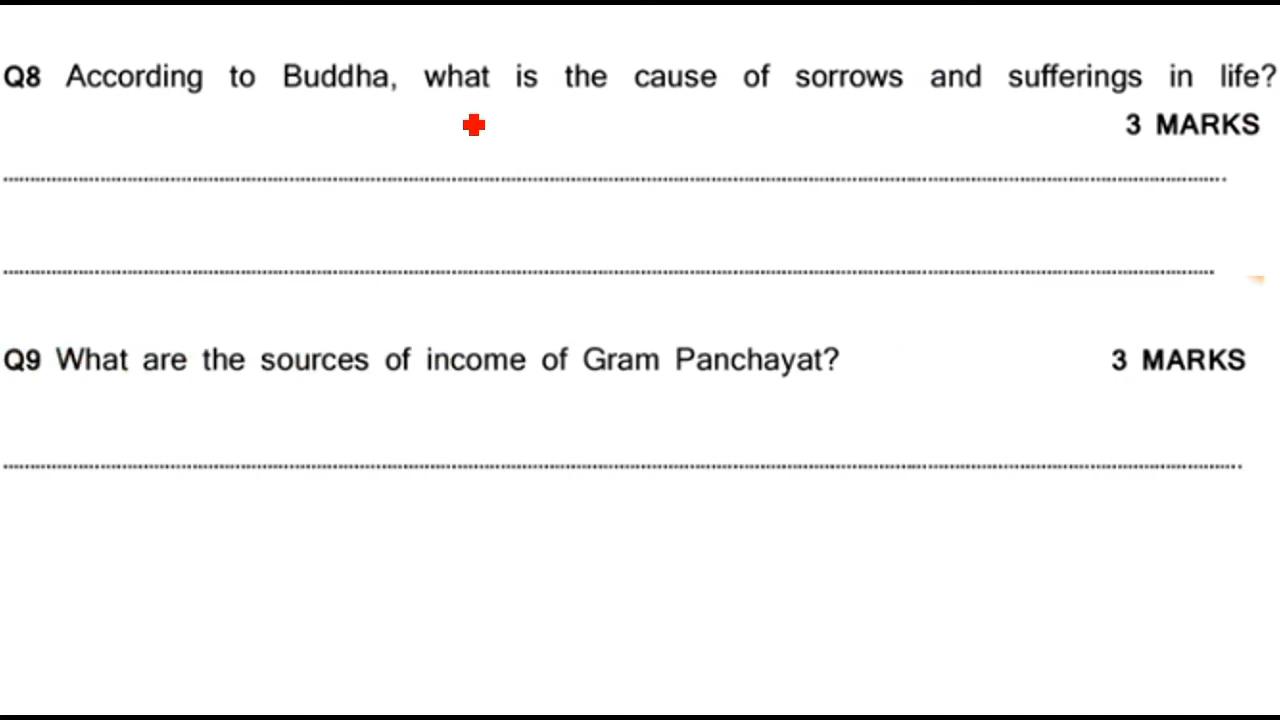 Q8 According to Buddha, what is the cause of sorrows and sufferings in life?
3 MARKS
Q9 What are the sources of income of Gram Panchayat? 3 MARKS